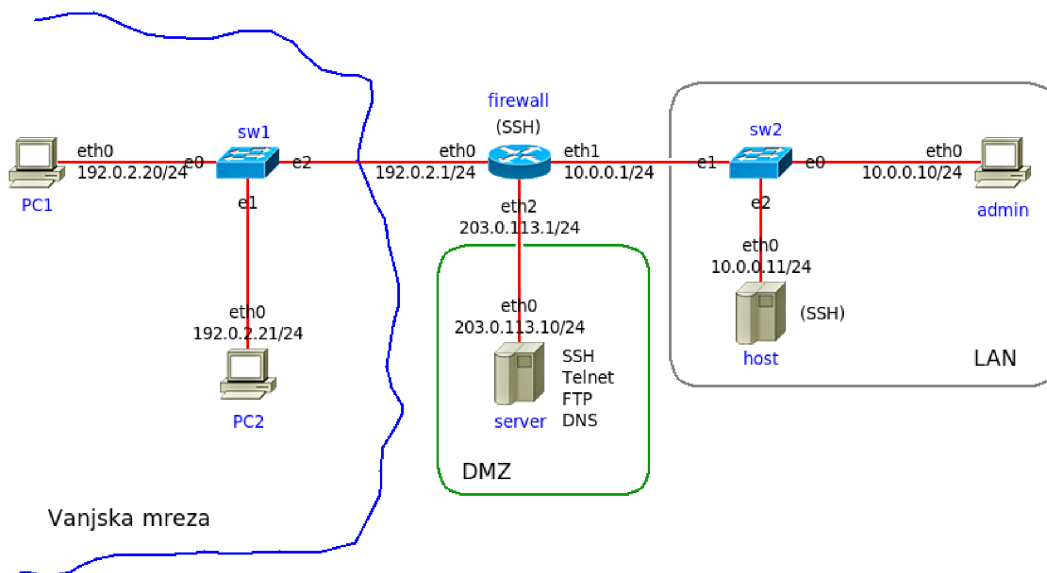 firewall
(SSH)
sw1
sw2
eth0
192.0.2.20/24
e0
e2
e1
PC1
eth0
192.0.2.1/24
eth1
10.0.0.1/24
e1
e0
e2
eth0
10.0.0.10/24
admin
eth2
203.0.113.1/24
eth0
10.0.0.11/24
(SSH)
host
LAN
eth0
192.0.2.21/24
PC2
eth0
203.0.113.10/24
SSH
Telnet
FTP
DNS
server
DMZ
Vanjska mreza